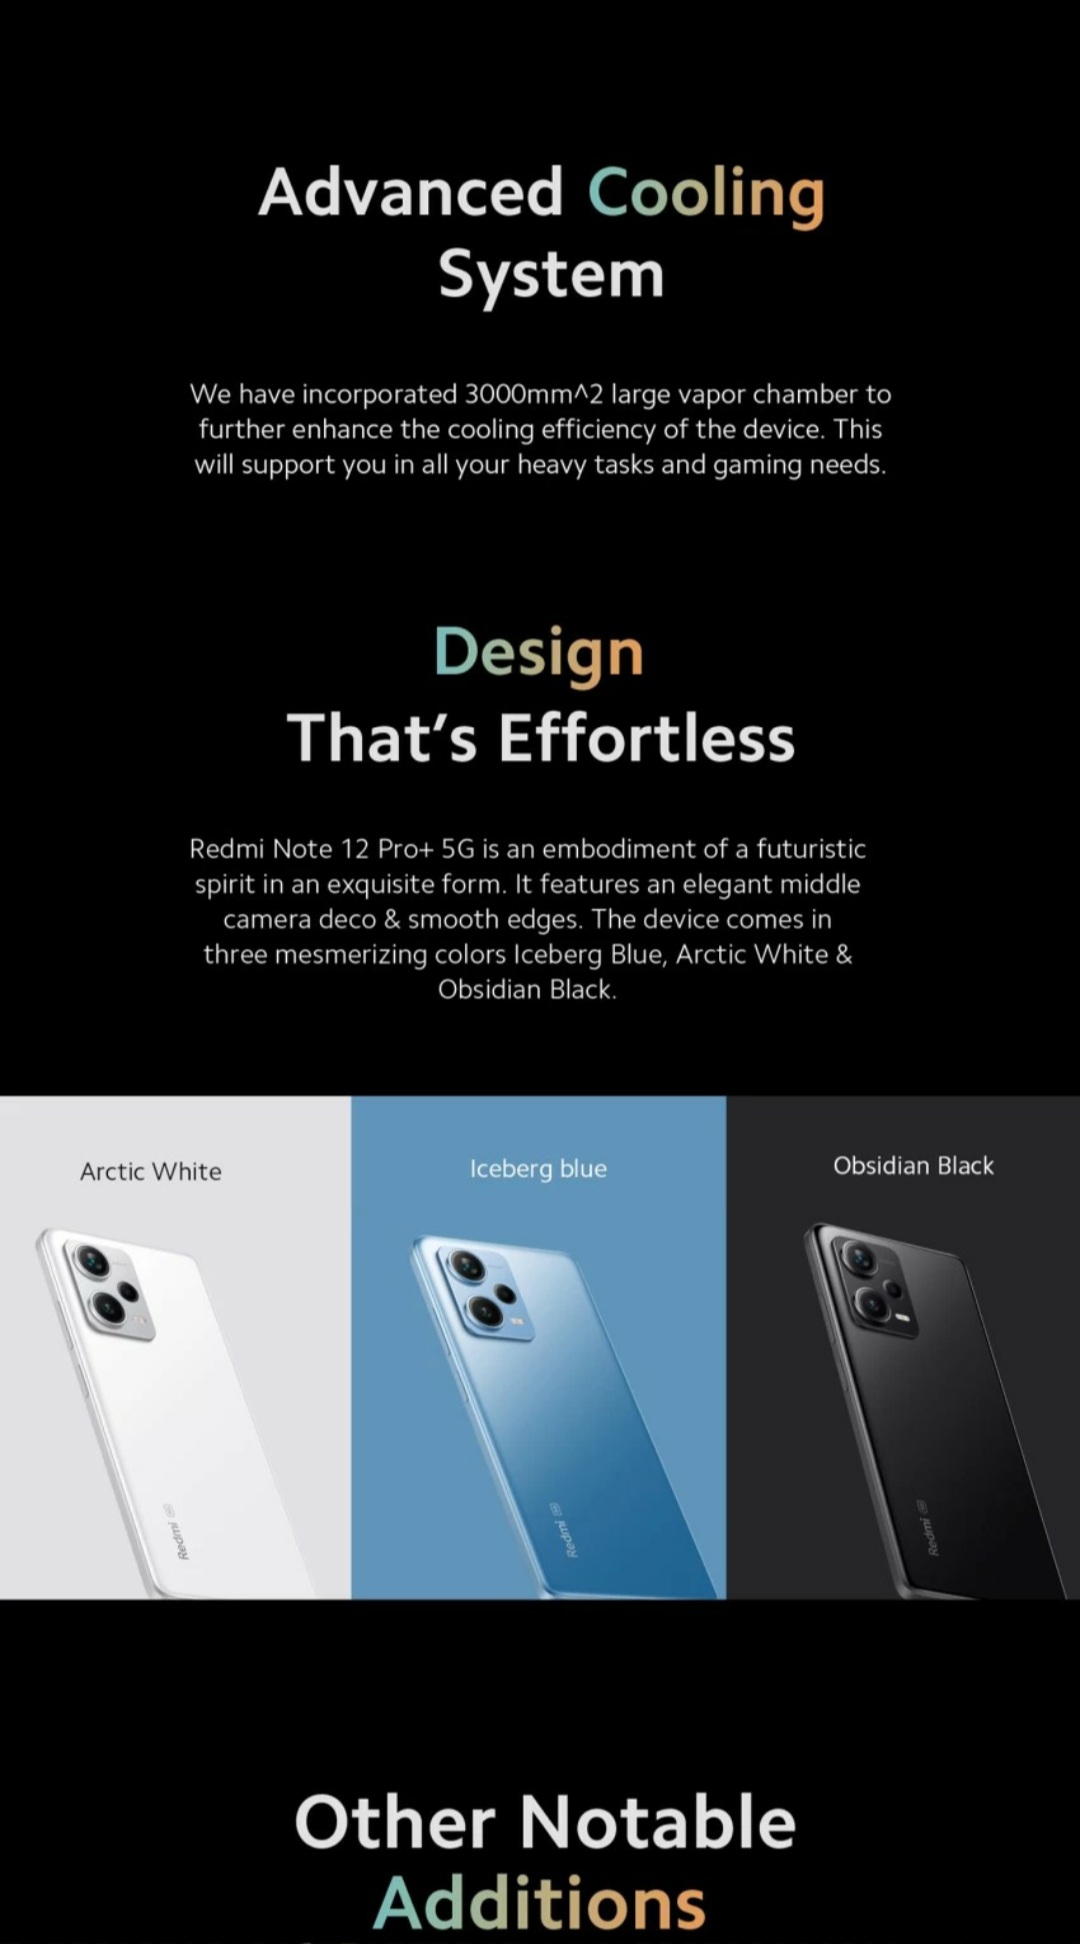 Advanced Cooling
System
We have incorporated 3000mm^2 large vapor chamber to
further enhance the cooling efficiency of the device. This
will support you in all your heavy tasks and gaming needs.
Design
That's Effortless
Redmi Note 12 Pro+ 5G is an embodiment of a futuristic
spirit in an exquisite form. It features an elegant middle
camera deco & smooth edges. The device comes in
three mesmerizing colors Iceberg Blue, Arctic White &
Obsidian Black.
Arctic White
Iceberg blue
Obsidian Black
Redmi
Redmi
Redmi
Other Notable
Additions